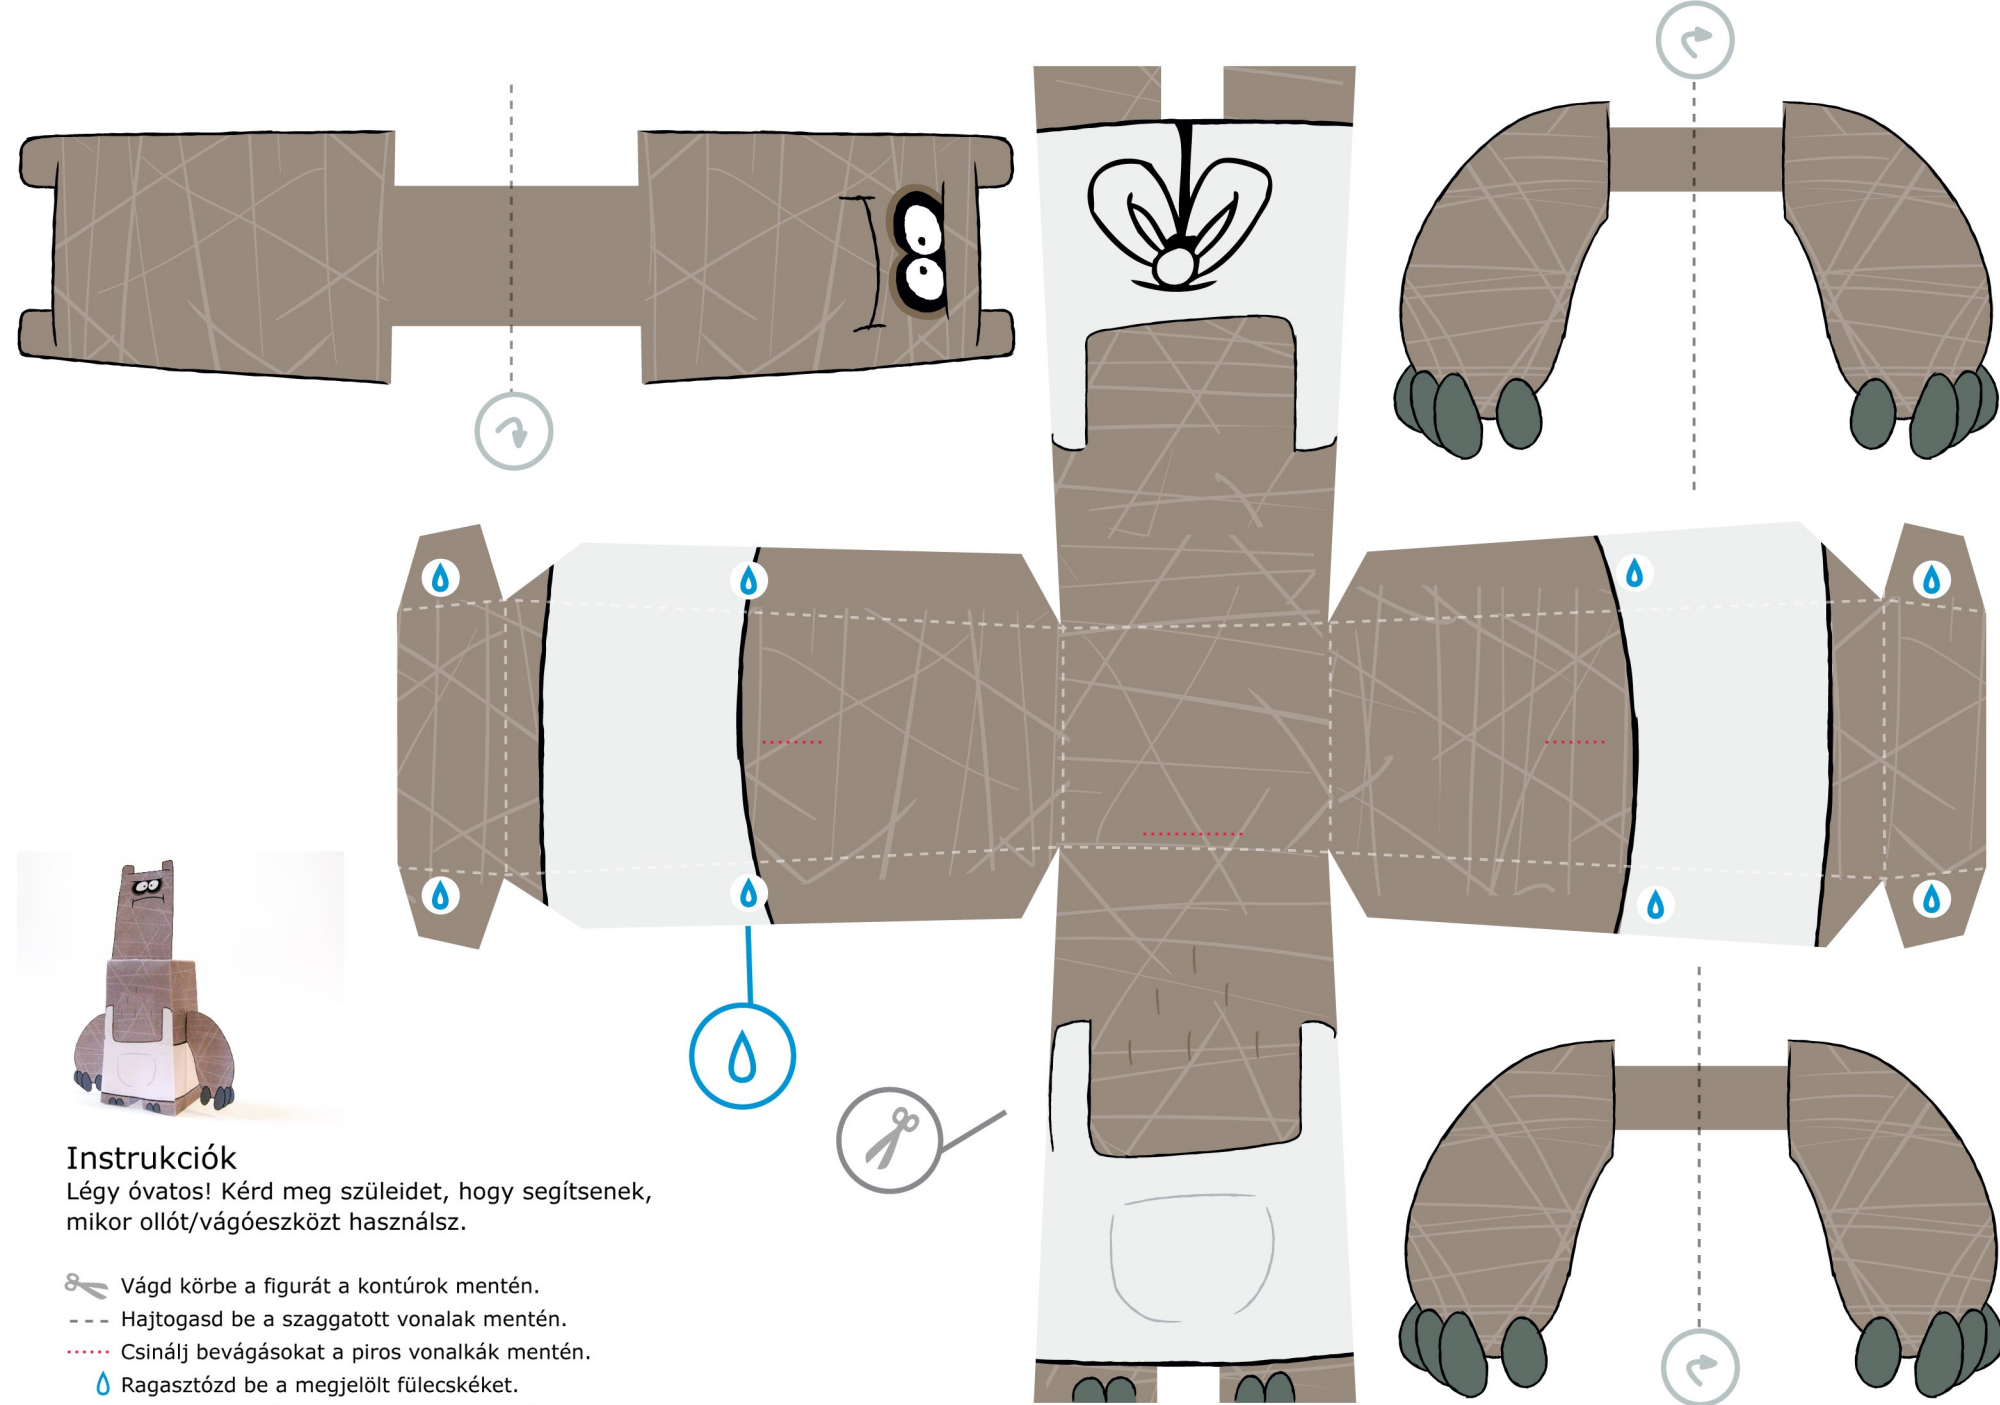 Instrukciók
Légy óvatos! Kérd meg szüleidet, hogy segítsenek,
mikor ollót/vágóeszközt használsz.
Vágd körbe a figurát a kontúrok mentén.
Hajtogasd be a szaggatott vonalak mentén.
Csinálj bevágásokat a piros vonalkák mentén.
Ragasztózd be a megjelölt fülecskéket.